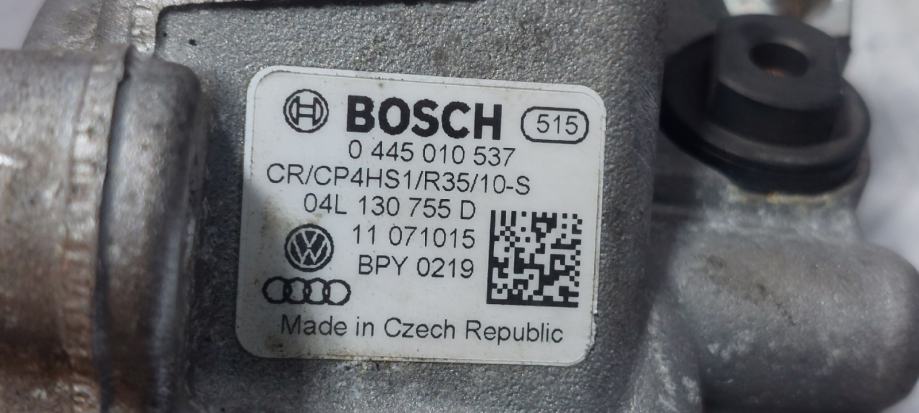 BOSCH 515
0 445 010 537
CR/CP4HS1/R35/10-S
04L 130 755 D
11 071015
BPY 0219
Made in Czech Republic